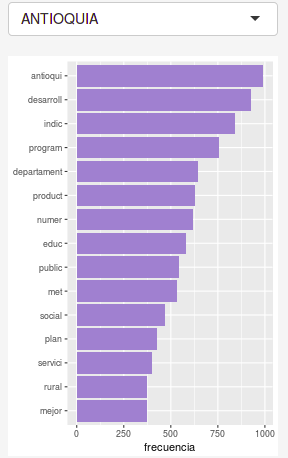 ANTIOQUIA
antioqui
desarroll
indic
program
departament
product
numer
educ
public
met
social
plan
servici
rural
mejor
0 250 500 750 1000
frecuencia